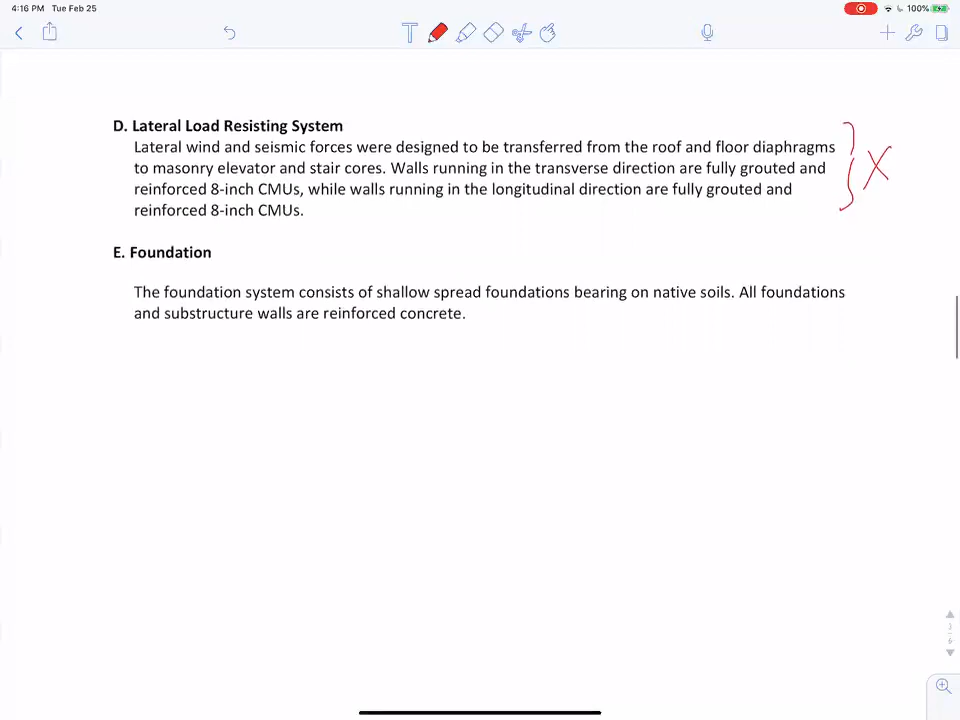 4:16 PM Tue Feb 25
100%
D. Lateral Load Resisting System
Lateral wind and seismic forces were designed to be transferred from the roof and floor diaphragms
to masonry elevator and stair cores. Walls running in the transverse direction are fully grouted and
reinforced 8-inch CMUs, while walls running in the longitudinal direction are fully grouted and
reinforced 8-inch CMUs.
X
E. Foundation
The foundation system consists of shallow spread foundations bearing on native soils. All foundations
and substructure walls are reinforced concrete.